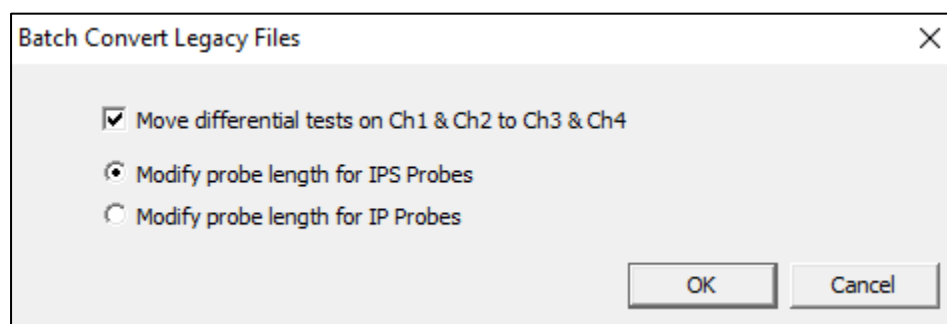 Batch Convert Legacy Files
Move differential tests on Ch1 & Ch2 to Ch3 & Ch4
Modify probe length for IPS Probes
Modify probe length for IP Probes
OK Cancel